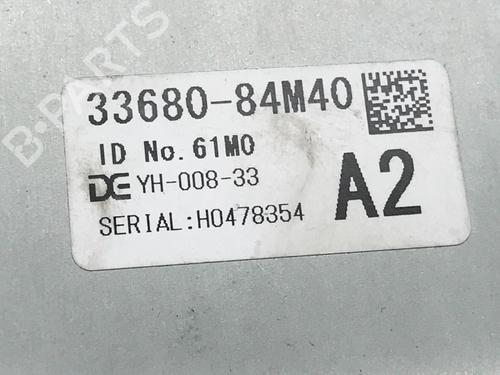 B-PARTS
33680-84M40
ID No. 61M0
DE YH-008-33
A2
SERIAL:H0478354